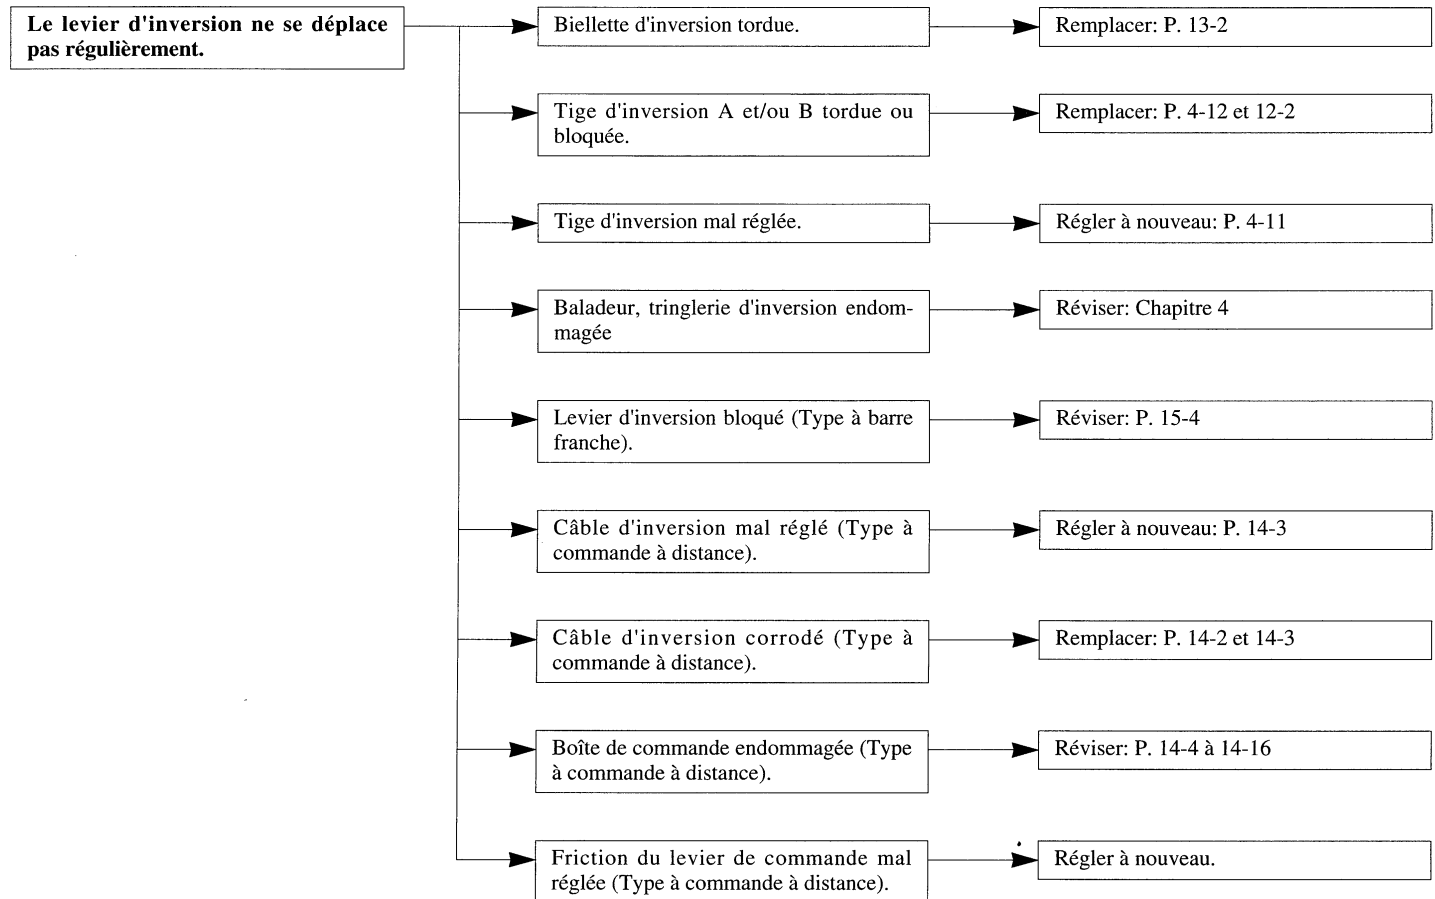 Le levier d'inversion ne se déplace
pas régulièrement.
Biellette d'inversion tordue.
Remplacer: P. 13-2
Tige d'inversion A et/ou B tordue ou
bloquée.
Remplacer: P. 4-12 et 12-2
Tige d'inversion mal réglée.
Régler à nouveau: P. 4-11
Baladeur, tringlerie d'inversion endom-
magée
Réviser: Chapitre 4
Levier d'inversion bloqué (Type à barre
franche).
Réviser: P. 15-4
Câble d'inversion mal réglé (Type à
commande à distance).
Régler à nouveau: P. 14-3
Câble d'inversion corrodé (Type à
commande à distance).
Remplacer: P. 14-2 et 14-3
Boîte de commande endommagée (Type
à commande à distance).
Réviser: P. 14-4 à 14-16
Friction du levier de commande mal
réglée (Type à commande à distance).
Régler à nouveau.